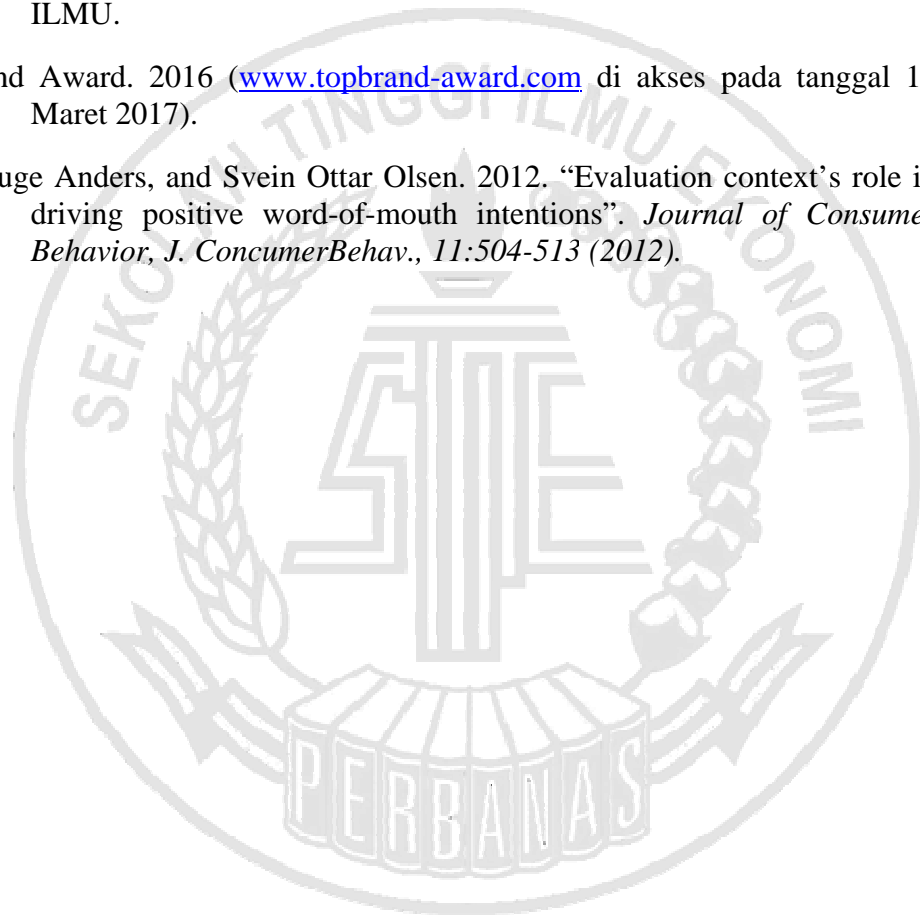 ILMU.
nd Award. 2016 (www.topbrand-award.com di akses pada tanggal 1
Maret 2017).
uge Anders, and Svein Ottar Olsen. 2012. “Evaluation context’s role i
driving positive word-of-mouth intentions”. Journal of Consume
Behavior, J. ConcumerBehav., 11:504-513 (2012).
SEKOLAH TINGGI ILMU EKONOMI
STIE
PERBANAS